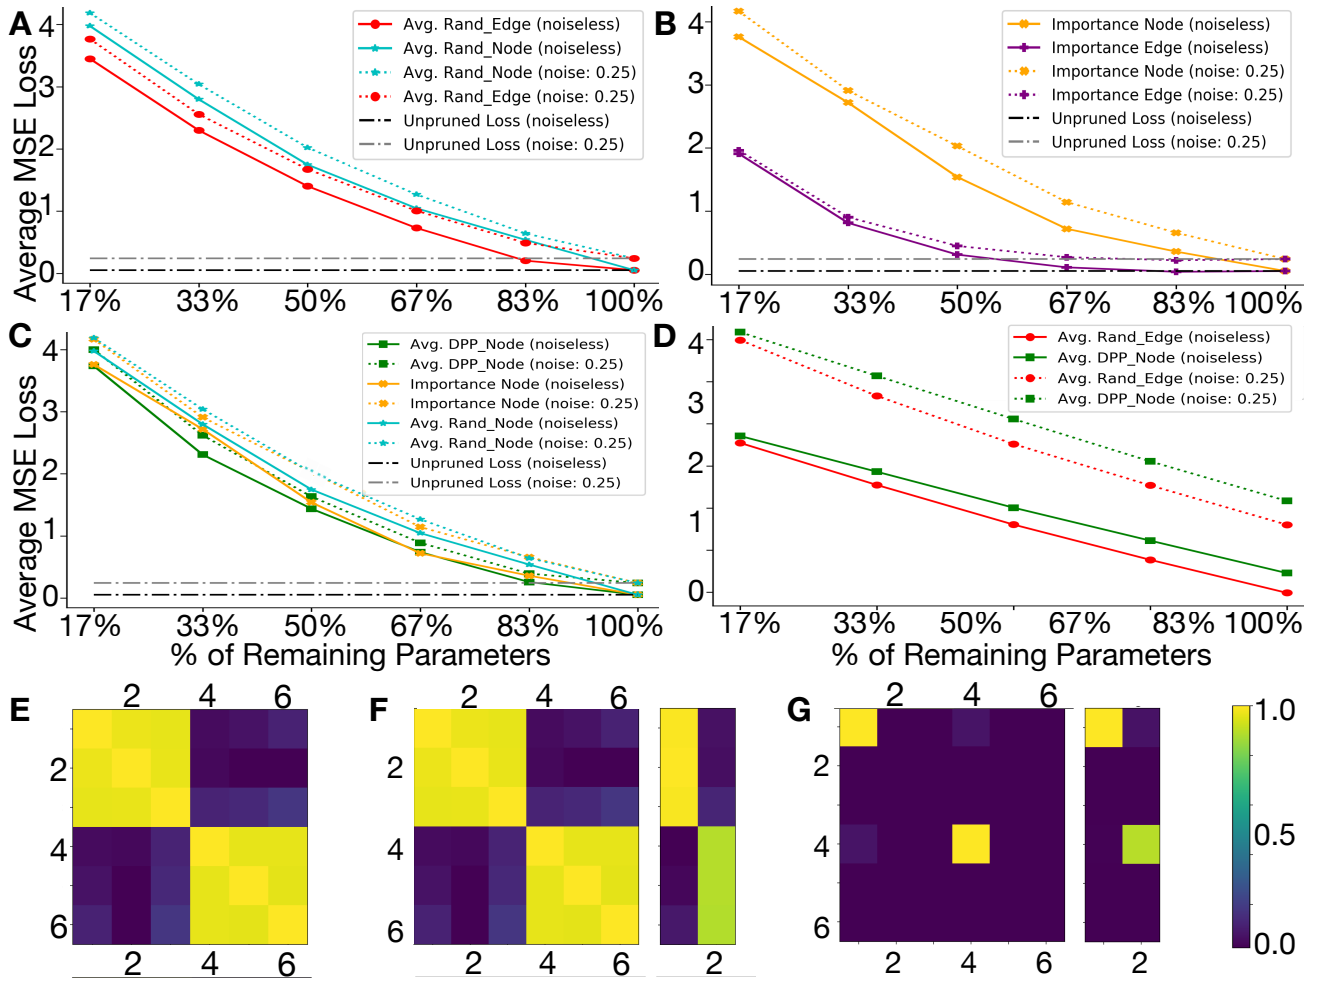 A
Average MSE Loss
4
3
2
1
0
17% 33% 50% 67% 83% 100%
Avg. Rand_Edge (noiseless)
Avg. Rand_Node (noiseless)
Avg. Rand_Node (noise: 0.25)
Avg. Rand_Edge (noise: 0.25)
Unpruned Loss (noiseless)
Unpruned Loss (noise: 0.25)
B
4
3
2
1
0
17% 33% 50% 67% 83% 100%
Importance Node (noiseless)
Importance Edge (noiseless)
Importance Node (noise: 0.25)
Importance Edge (noise: 0.25)
Unpruned Loss (noiseless)
Unpruned Loss (noise: 0.25)
C
Average MSE Loss
4
3
2
1
0
17% 33% 50% 67% 83% 100%
% of Remaining Parameters
Avg. DPP_Node (noiseless)
Avg. DPP_Node (noise: 0.25)
Importance Node (noiseless)
Importance Node (noise: 0.25)
Avg. Rand_Node (noiseless)
Avg. Rand_Node (noise: 0.25)
Unpruned Loss (noiseless)
Unpruned Loss (noise: 0.25)
D
4
3
2
1
0
17% 33% 50% 67% 83% 100%
% of Remaining Parameters
Avg. Rand_Edge (noiseless)
Avg. DPP_Node (noiseless)
Avg. Rand_Edge (noise: 0.25)
Avg. DPP_Node (noise: 0.25)
E
2 4 6
2
4
6
2 4 6
F
2 4 6
2
4
6
2 4 6
2
G
2 4 6
2
4
6
2 4 6
2
1.0
0.5
0.0